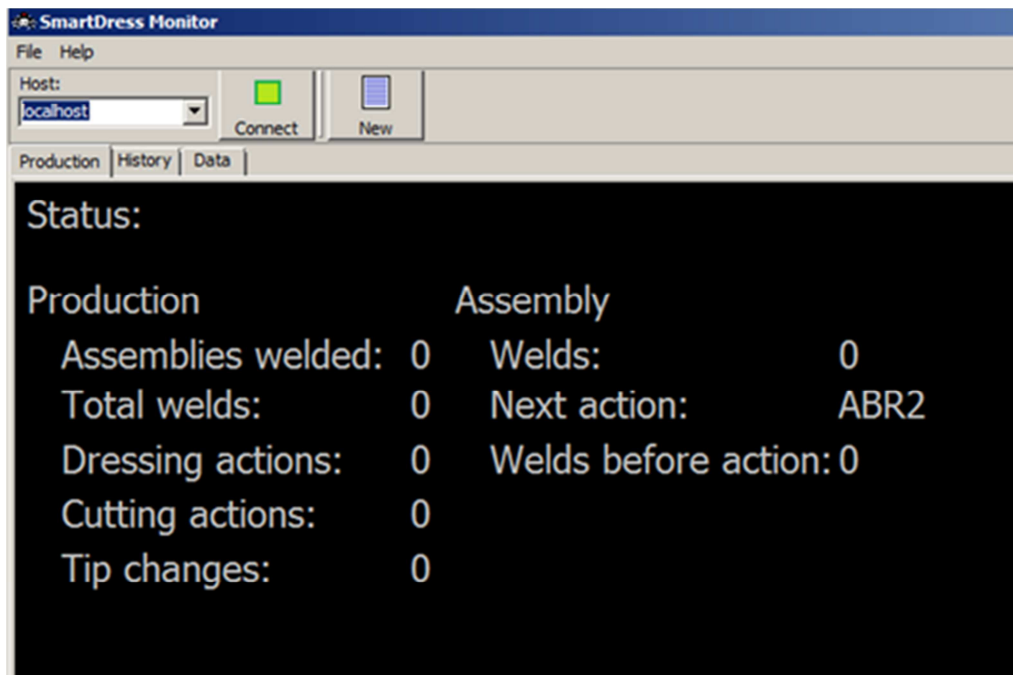 SmartDress Monitor
File Help
Host:
localhost
Connect
New
Production History Data
Status:
Production Assembly
Assemblies welded: 0 Welds: 0
Total welds: 0 Next action: ABR2
Dressing actions: 0 Welds before action: 0
Cutting actions: 0
Tip changes: 0